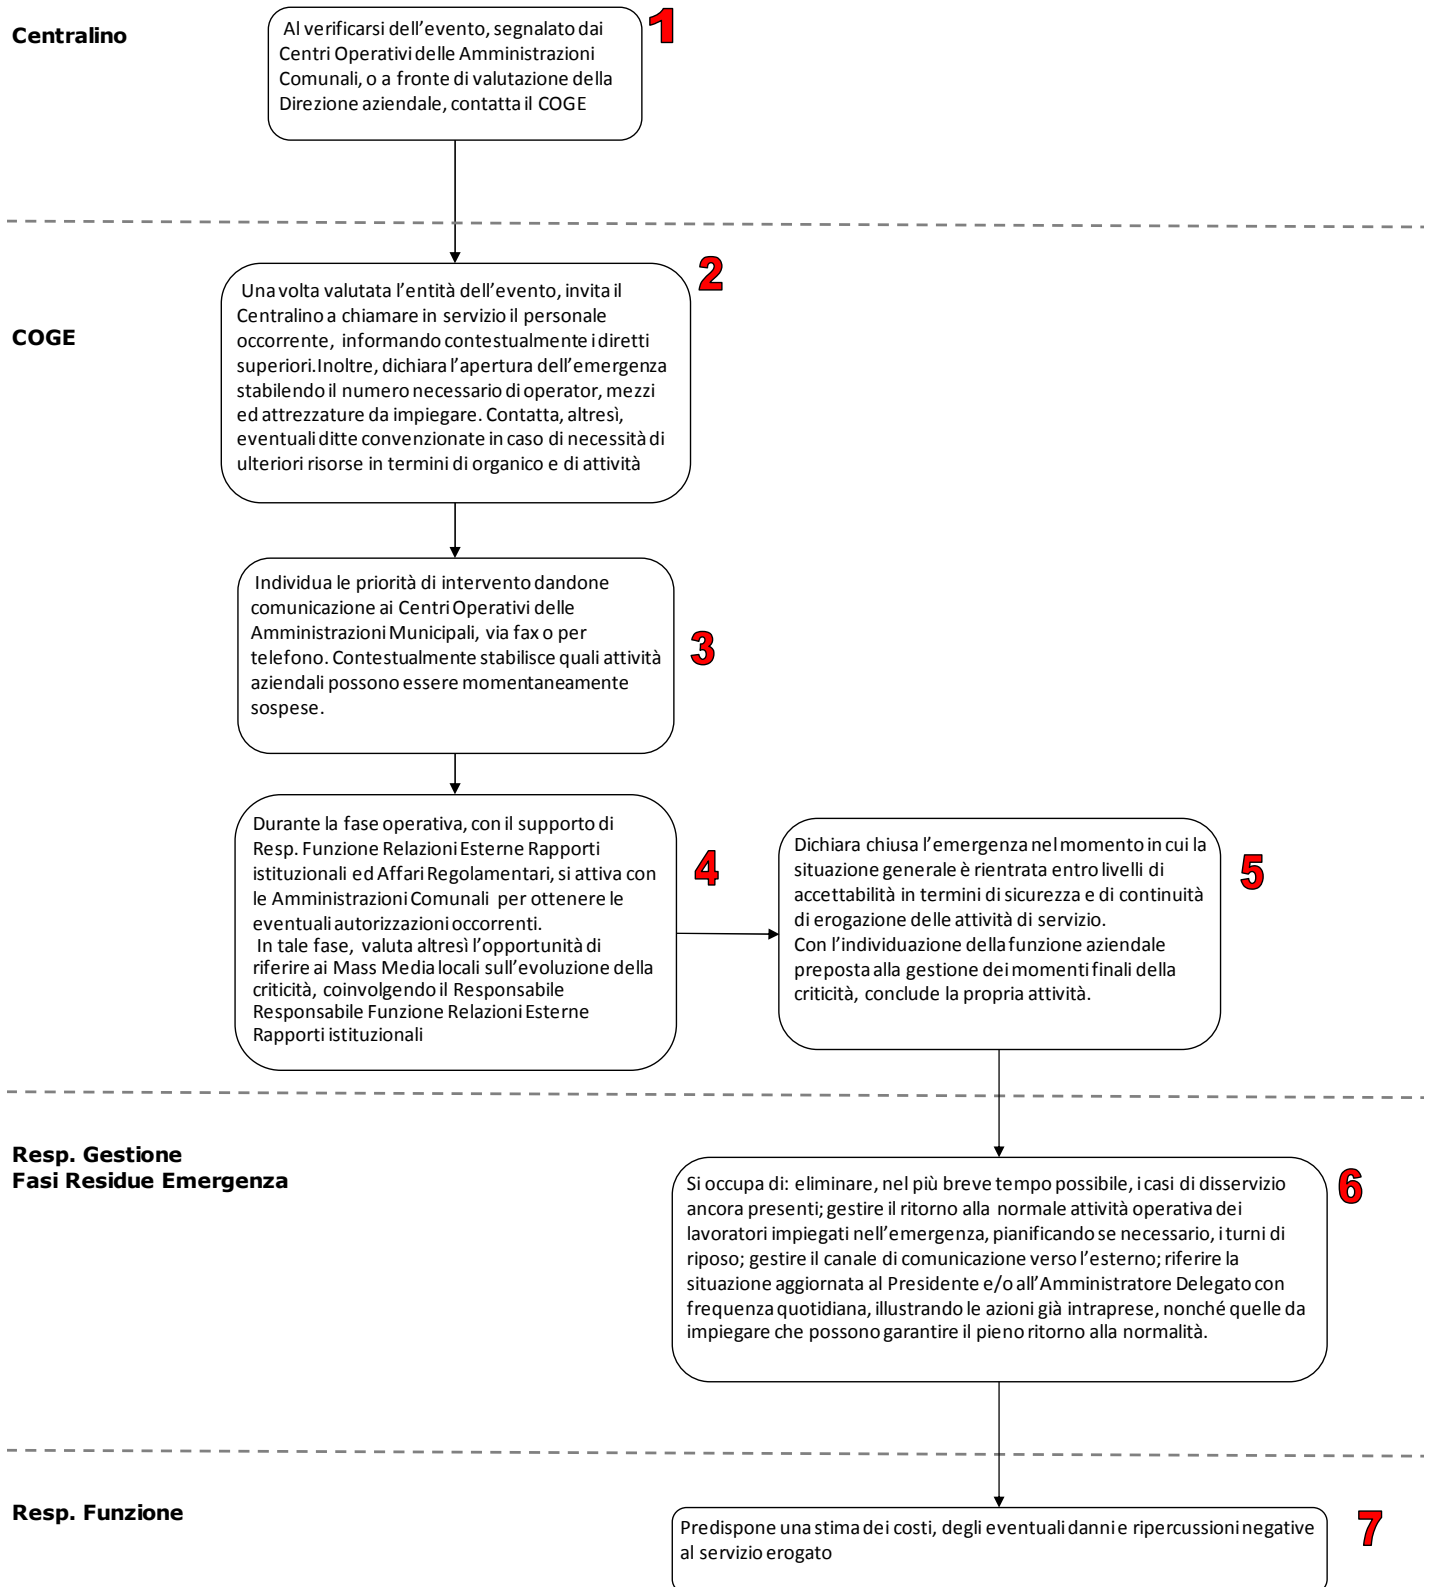 Centralino
Al verificarsi dell’evento, segnalato dai
Centri Operativi delle Amministrazioni
Comunali, o a fronte di valutazione della
Direzione aziendale, contatta il COGE
1
COGE
2
Una volta valutata l’entità dell’evento, invita il
Centralino a chiamare in servizio il personale
occorrente, informando contestualmente i diretti
superiori.Inoltre, dichiara l’apertura dell’emergenza
stabilendo il numero necessario di operator, mezzi
ed attrezzature da impiegare. Contatta, altresì,
eventuali ditte convenzionate in caso di necessità di
ulteriori risorse in termini di organico e di attività
Individua le priorità di intervento dandone
comunicazione ai Centri Operativi delle
Amministrazioni Municipali, via fax o per
telefono. Contestualmente stabilisce quali attività
aziendali possono essere momentaneamente
sospese.
3
Durante la fase operativa, con il supporto di
Resp. Funzione Relazioni Esterne Rapporti
istituzionali ed Affari Regolamentari, si attiva con
le Amministrazioni Comunali per ottenere le
eventuali autorizzazioni occorrenti.
In tale fase, valuta altresì l’opportunità di
riferire ai Mass Media locali sull’evoluzione della
criticità, coinvolgendo il Responsabile
Responsabile Funzione Relazioni Esterne
Rapporti istituzionali
4
Dichiara chiusa l’emergenza nel momento in cui la
situazione generale è rientrata entro livelli di
accettabilità in termini di sicurezza e di continuità
di erogazione delle attività di servizio.
Con l’individuazione della funzione aziendale
preposta alla gestione dei momenti finali della
criticità, conclude la propria attività.
5
Resp. Gestione
Fasi Residue Emergenza
Si occupa di: eliminare, nel più breve tempo possibile, i casi di disservizio
ancora presenti; gestire il ritorno alla normale attività operativa dei
lavoratori impiegati nell’emergenza, pianificando se necessario, i turni di
riposo; gestire il canale di comunicazione verso l’esterno; riferire la
situazione aggiornata al Presidente e/o all’Amministratore Delegato con
frequenza quotidiana, illustrando le azioni già intraprese, nonché quelle da
impiegare che possono garantire il pieno ritorno alla normalità.
6
Resp. Funzione
Predispone una stima dei costi, degli eventuali danni e ripercussioni negative
al servizio erogato
7